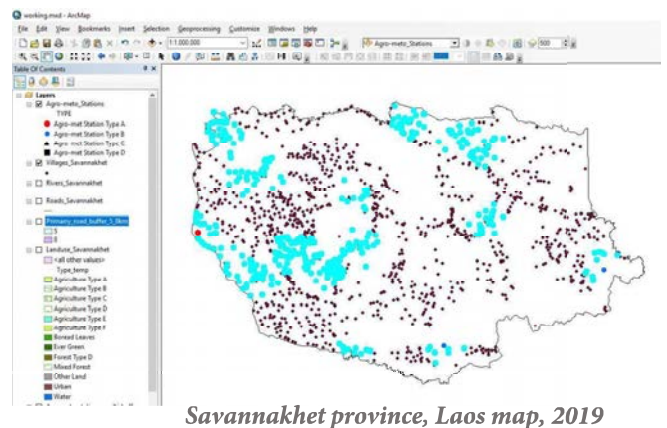 working.mxd - ArcMap
File Edit View Bookmarks Insert Selection Geoprocessing Customize Windows Help
1:1,000,000
Agro-meto_Stations
500
Table Of Contents
Layers
Agro-meto_Stations
TYPE
Agro-met Station Type A
Agro-met Station Type B
Agro-met Station Type
Agro-met Station Type D
Villages_Savannakhet
Rivers_Savannakhet
Roads_Savannakhet
Primamy_road_buffer_5_8km
5
8
Landuse_Savannakhet
<all other values>
Type_temp
Agriculture Type A
Agriculture Type B
Agriculture Type C
Agriculture Type D
Agriculture Type E
Agriculture Type F
Boread Leaves
Ever Green
Forest Type D
Mixed Forest
Other Land
Urban
Water
Savannakhet province, Laos map, 2019